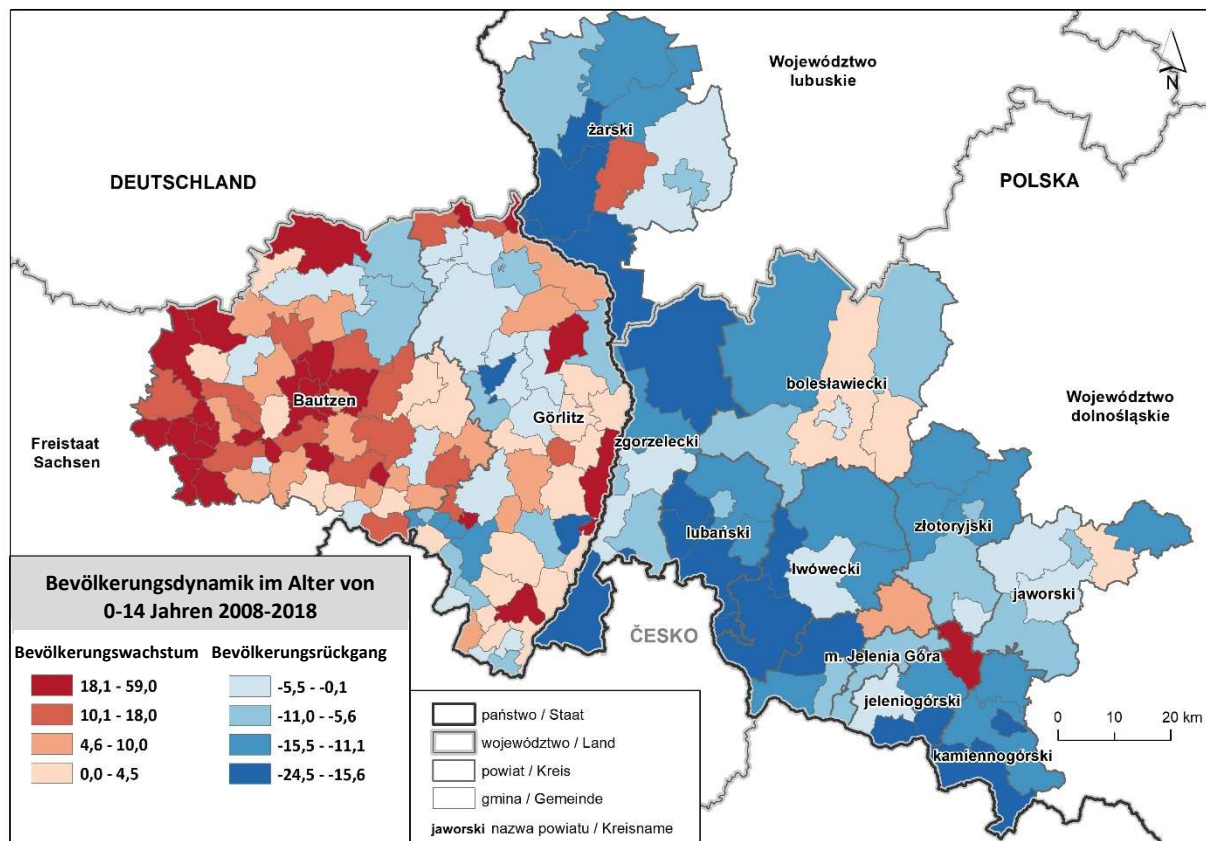 Województwo
lubuskie
N
żarski
DEUTSCHLAND
POLSKA
bolesławiecki
Bautzen
Görlitz
Województwo
dolnośląskie
Freistaat
Sachsen
zgorzelecki
lubański
złotoryjski
lwówecki
jaworski
ČESKO
m. Jelenia Góra
jeleniogórski
kamiennogórski
0 10 20 km
Bevölkerungsdynamik im Alter von
0-14 Jahren 2008-2018
Bevölkerungswachstum Bevölkerungsrückgang
18,1 - 59,0 -5,5 - -0,1
10,1 - 18,0 -11,0 - -5,6
4,6 - 10,0 -15,5 - -11,1
0,0 - 4,5 -24,5 - -15,6
państwo / Staat
województwo / Land
powiat / Kreis
gmina / Gemeinde
jaworski nazwa powiatu / Kreisname